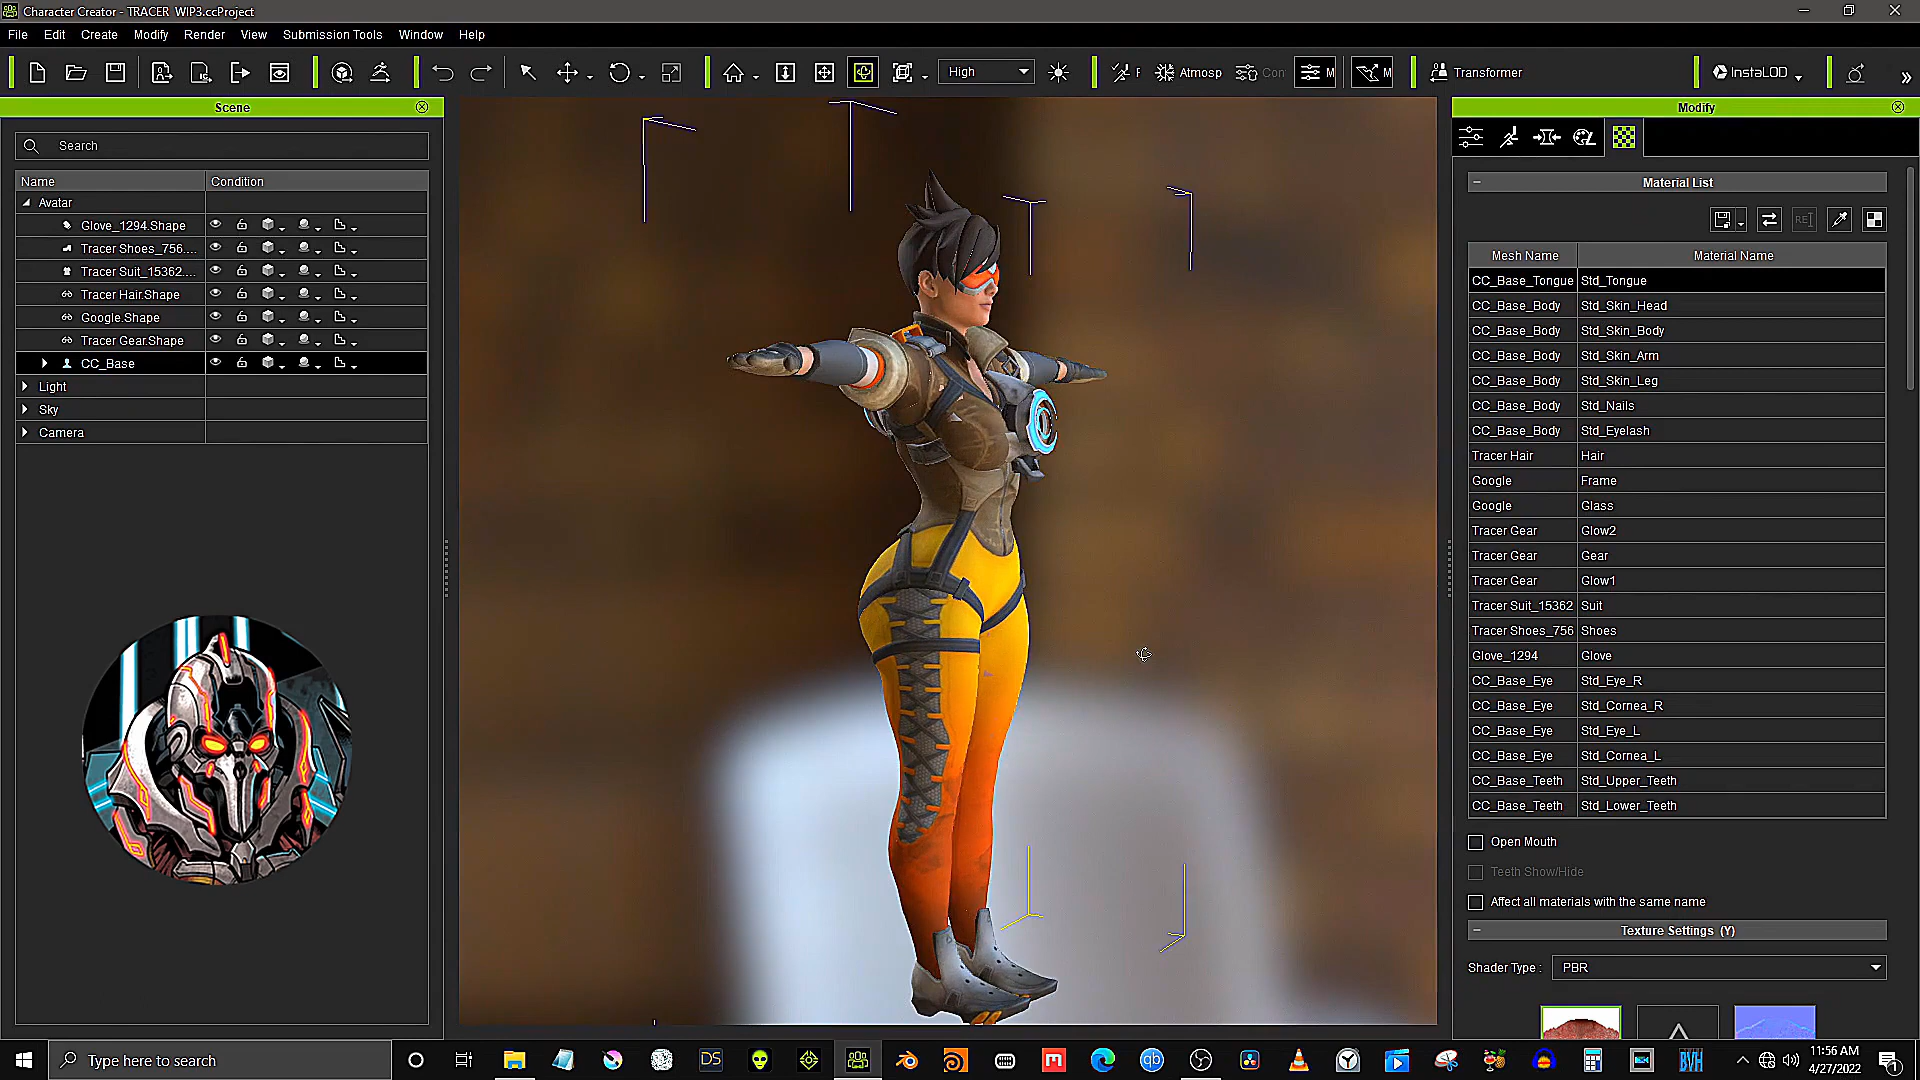 Character Creator - TRACER WIP3.ccProject
File Edit Create Modify Render View Submission Tools Window Help
High F Atmosp Con M M Transformer InstaLOD
Scene
Search
Name Condition
Avatar
Glove_1294.Shape
Tracer Shoes_756....
Tracer Suit_15362....
Tracer Hair.Shape
Google.Shape
Tracer Gear.Shape
CC_Base
Light
Sky
Camera
Modify
Material List
Mesh Name Material Name
CC_Base_Tongue Std_Tongue
CC_Base_Body Std_Skin_Head
CC_Base_Body Std_Skin_Body
CC_Base_Body Std_Skin_Arm
CC_Base_Body Std_Skin_Leg
CC_Base_Body Std_Nails
CC_Base_Body Std_Eyelash
Tracer Hair Hair
Google Frame
Google Glass
Tracer Gear Glow2
Tracer Gear Gear
Tracer Gear Glow1
Tracer Suit_15362 Suit
Tracer Shoes_756 Shoes
Glove_1294 Glove
CC_Base_Eye Std_Eye_R
CC_Base_Eye Std_Cornea_R
CC_Base_Eye Std_Eye_L
CC_Base_Eye Std_Cornea_L
CC_Base_Teeth Std_Upper_Teeth
CC_Base_Teeth Std_Lower_Teeth
Open Mouth
Teeth Show/Hide
Affect all materials with the same name
Texture Settings (Y)
Shader Type : PBR
Type here to search
DS
M
qb
BVH
11:56 AM
4/27/2022
1